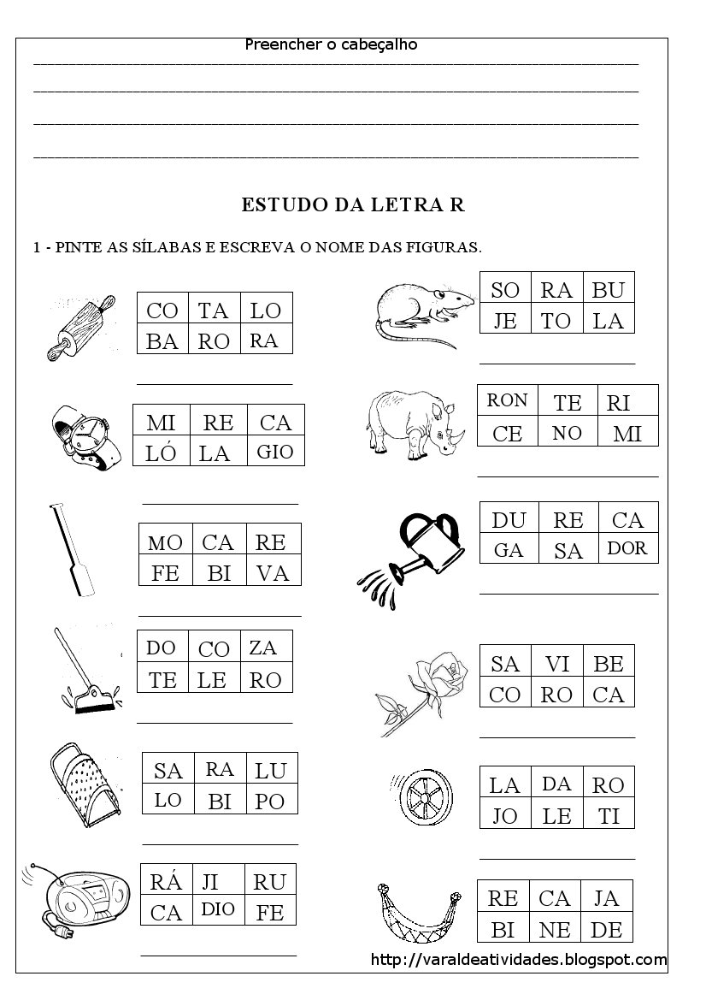 Preencher o cabeçalho
ESTUDO DA LETRA R
1 - PINTE AS SÍLABAS E ESCREVA O NOME DAS FIGURAS.
CO TA LO
BA RO RA
SO RA BU
JE TO LA
MI RE CA
LÓ LA GIO
RON TE RI
CE NO MI
MO CA RE
FE BI VA
DU RE CA
GA SA DOR
DO CO ZA
TE LE RO
SA VI BE
CO RO CA
SA RA LU
LO BI PO
LA DA RO
JO LE TI
RÁ JI RU
CA DIO FE
RE CA JA
BI NE DE
http://varaldeatividades.blogspot.com